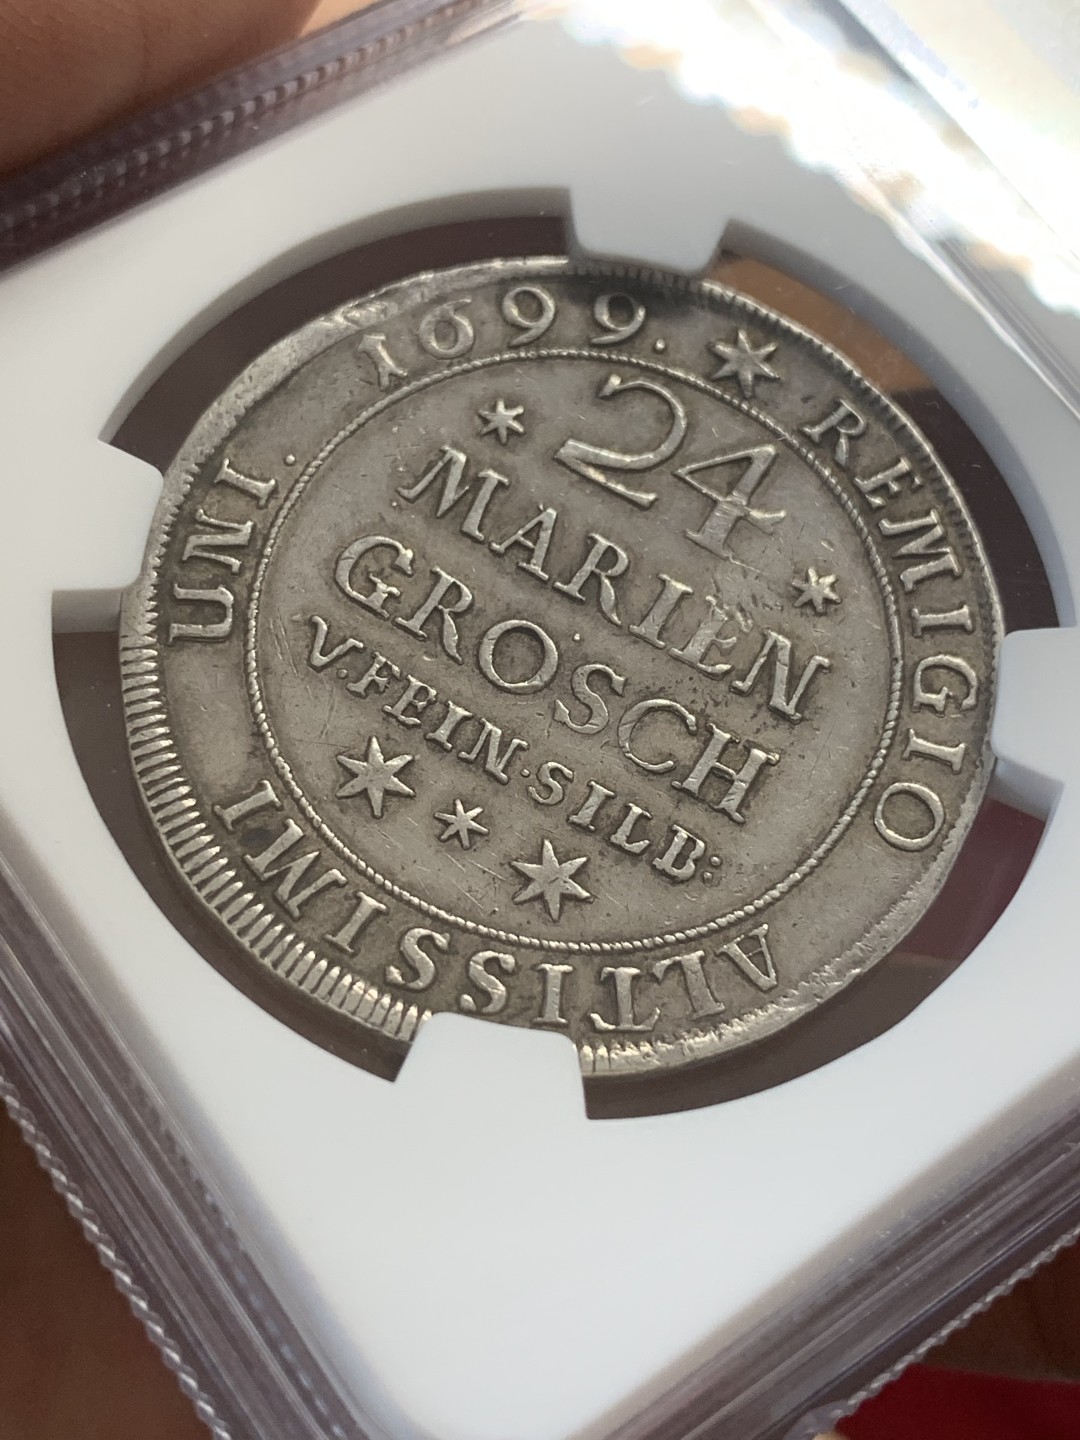 REMIGIO ALTISSIMI UNI. 1699.
24
MARIEN
GROSCH
V.FEIN·SILB: